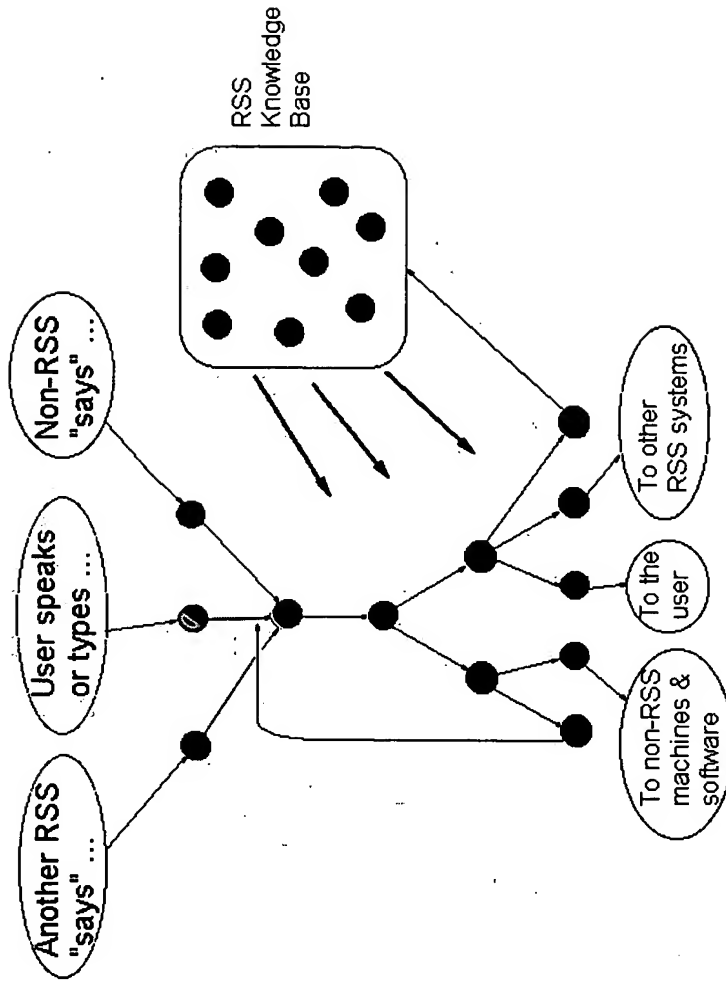 Another RSS
"says" ...
User speaks
or types ...
Non-RSS
"says" ...
RSS
Knowledge
Base
To non-RSS
machines &
software
To the
user
To other
RSS systems